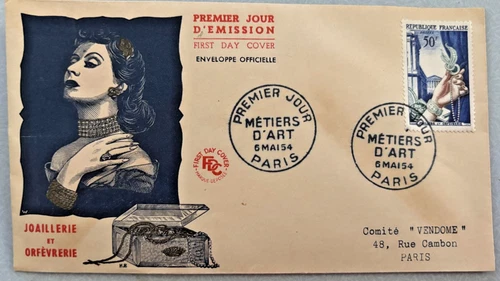 PREMIER JOUR
D'EMISSION
FIRST DAY COVER
ENVELOPPE OFFICIELLE
RÉPUBLIQUE FRANÇAISE
50F
PREMIER JOUR
MÉTIERS
D'ART
6 MAI 54
PARIS
PREMIER JOUR
MÉTIERS
D'ART
6 MAI 54
PARIS
FIRST DAY COVER
FDC
JOAILLERIE
ET
ORFÈVRERIE
Comité "VENDOME"
48, Rue Cambon
PARIS